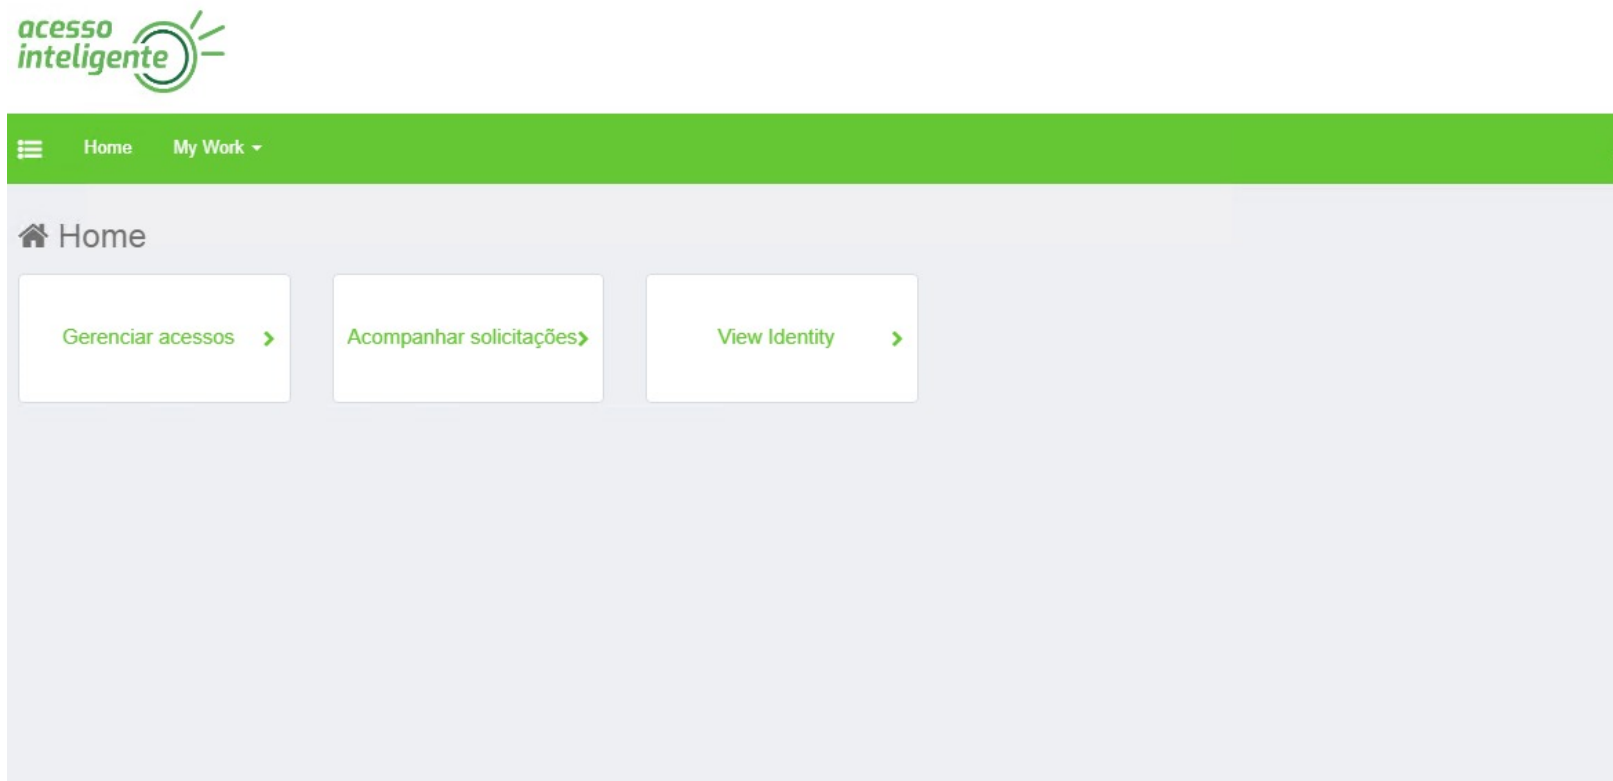 acesso
inteligente
Home My Work
Home
Gerenciar acessos Acompanhar solicitações View Identity